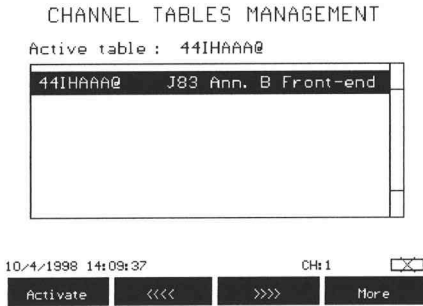 CHANNEL TABLES MANAGEMENT
Active table : 44IHAAA@
44IHAAA@ J83 Ann. B Front-end
10/4/1998 14:09:37 CH:1
Activate <<<< >>>> More